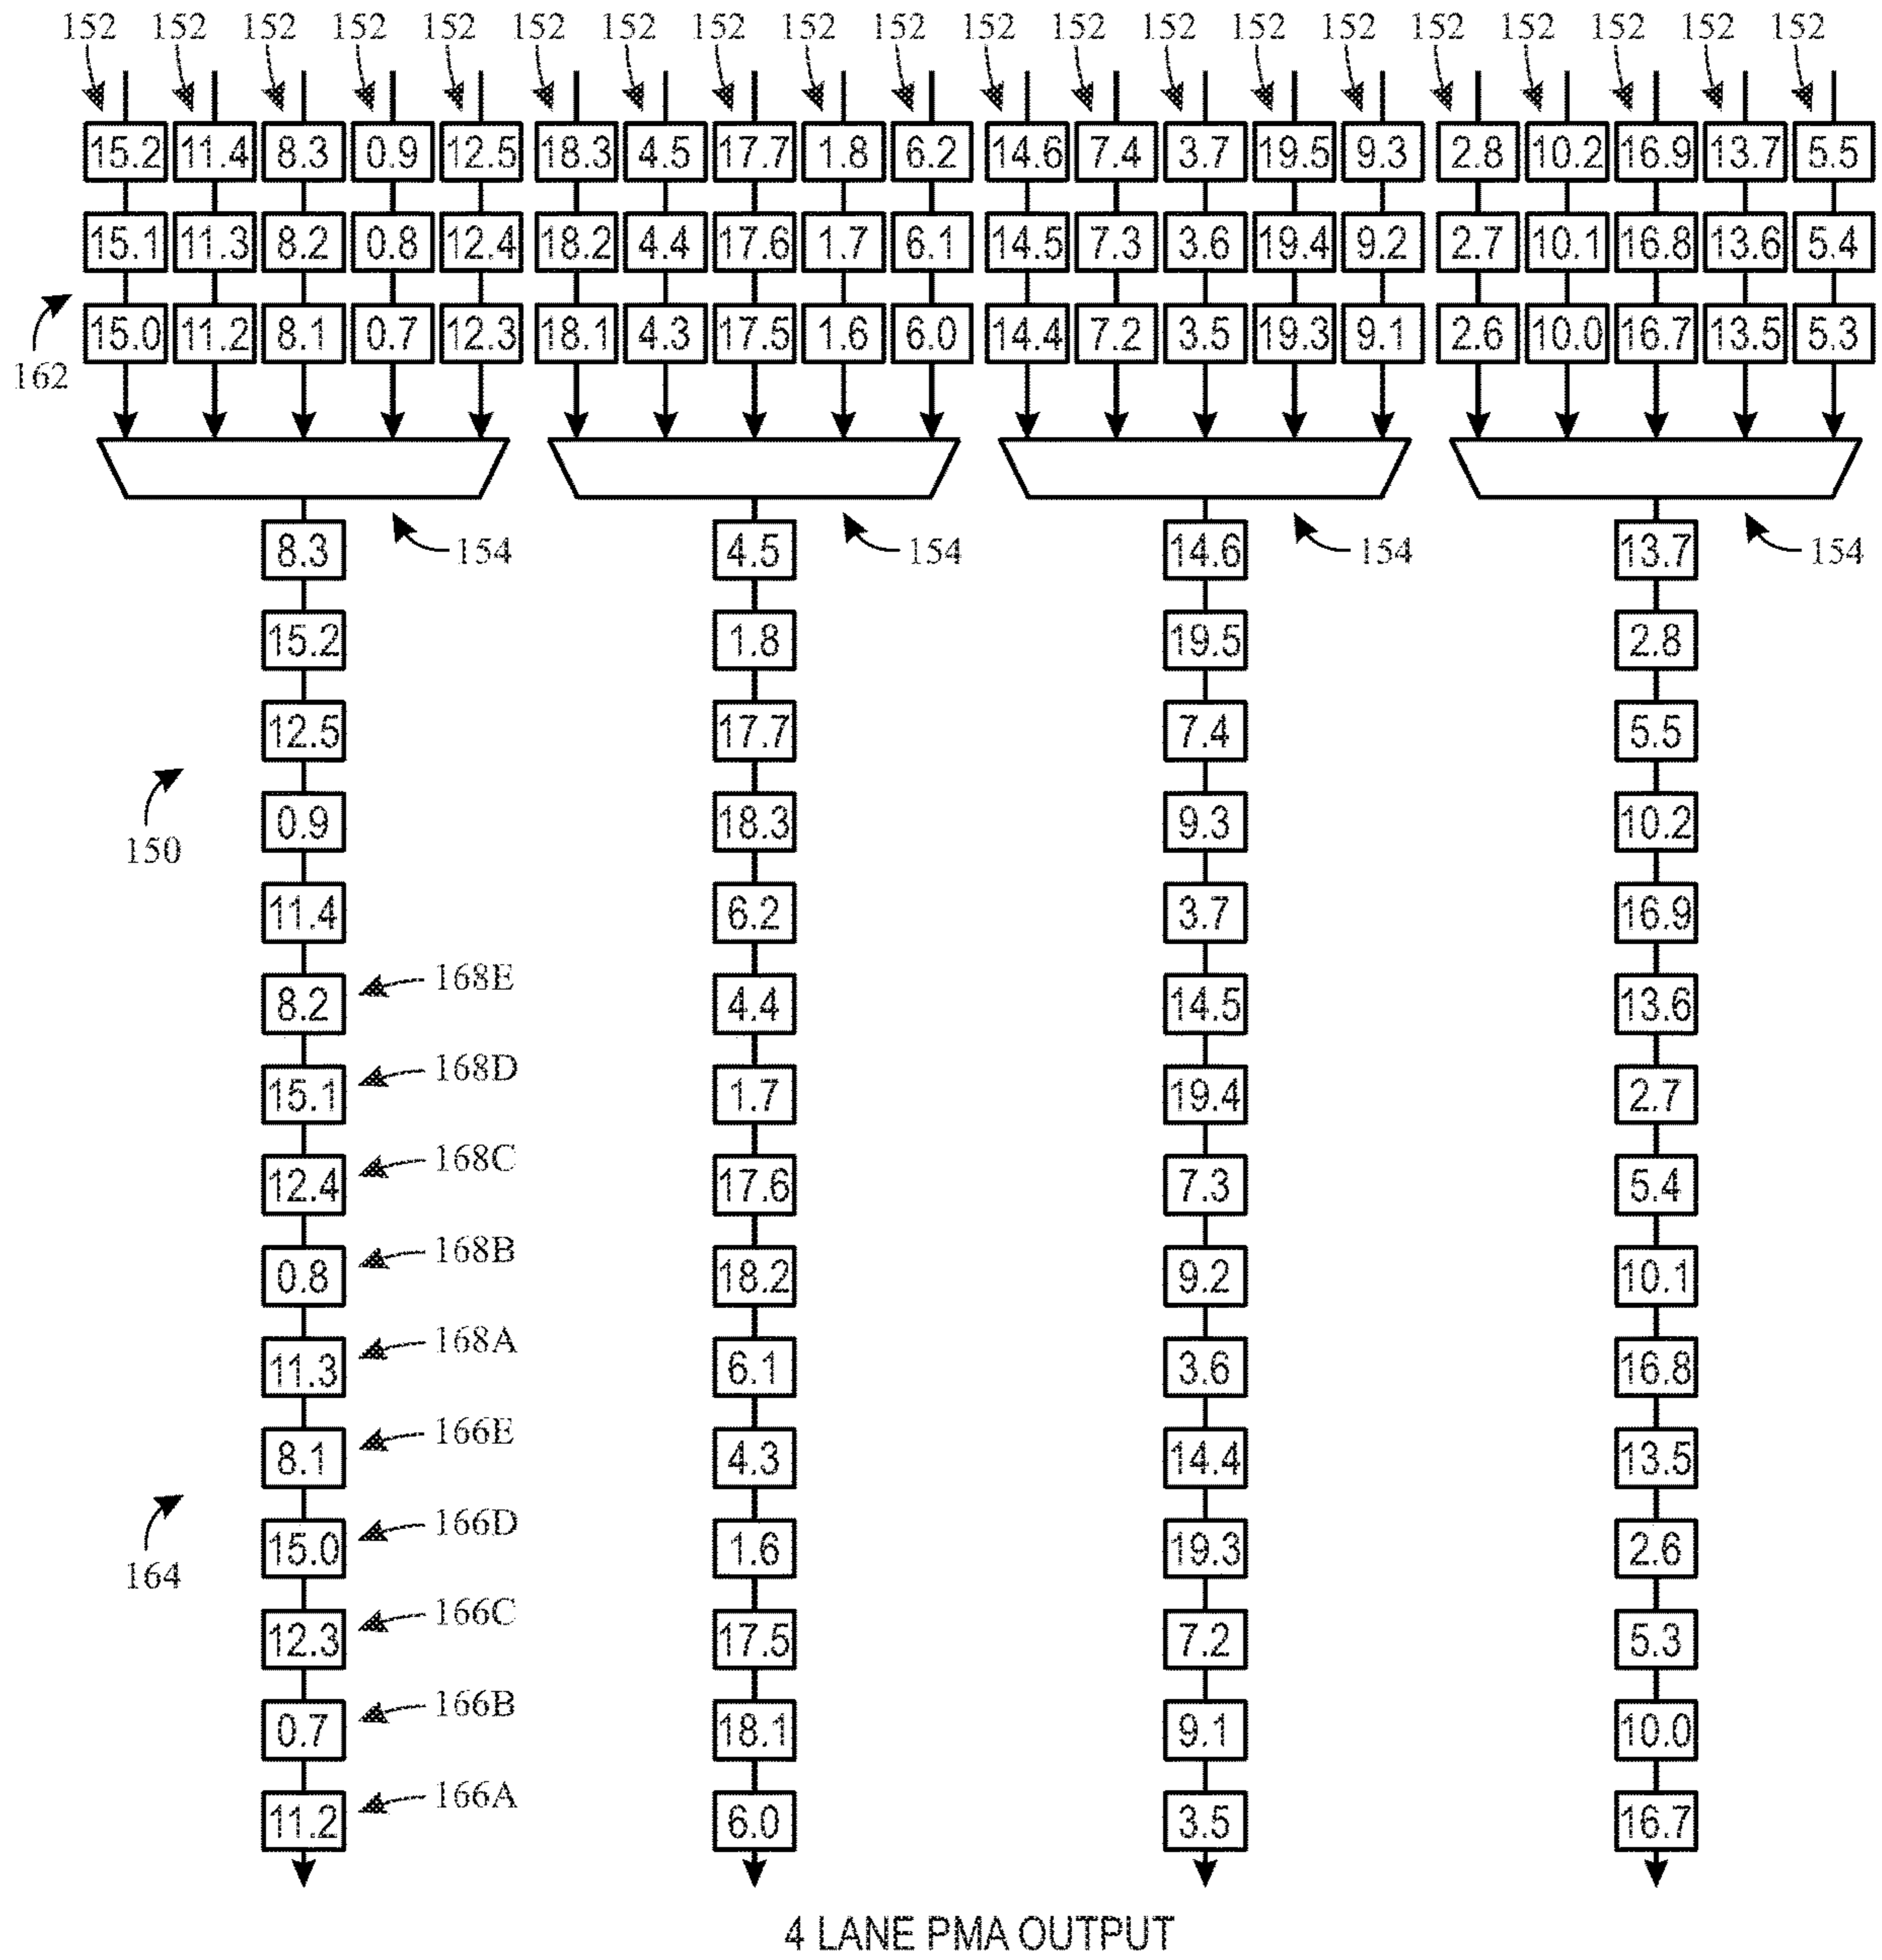 152 152 152 152 152 152 152 152 152 152 152 152 152 152 152 152 152 152 152 152
15.2 11.4 8.3 0.9 12.5 18.3 4.5 17.7 1.8 6.2 14.6 7.4 3.7 19.5 9.3 2.8 10.2 16.9 13.7 5.5
15.1 11.3 8.2 0.8 12.4 18.2 4.4 17.6 1.7 6.1 14.5 7.3 3.6 19.4 9.2 2.7 10.1 16.8 13.6 5.4
15.0 11.2 8.1 0.7 12.3 18.1 4.3 17.5 1.6 6.0 14.4 7.2 3.5 19.3 9.1 2.6 10.0 16.7 13.5 5.3
162
8.3 154 4.5 154 14.6 154 13.7 154
15.2 1.8 19.5 2.8
12.5 17.7 7.4 5.5
150 0.9 18.3 9.3 10.2
11.4 6.2 3.7 16.9
8.2 168E 4.4 14.5 13.6
15.1 168D 1.7 19.4 2.7
12.4 168C 17.6 7.3 5.4
0.8 168B 18.2 9.2 10.1
11.3 168A 6.1 3.6 16.8
8.1 166E 4.3 14.4 13.5
164 15.0 166D 1.6 19.3 2.6
12.3 166C 17.5 7.2 5.3
0.7 166B 18.1 9.1 10.0
11.2 166A 6.0 3.5 16.7
4 LANE PMA OUTPUT